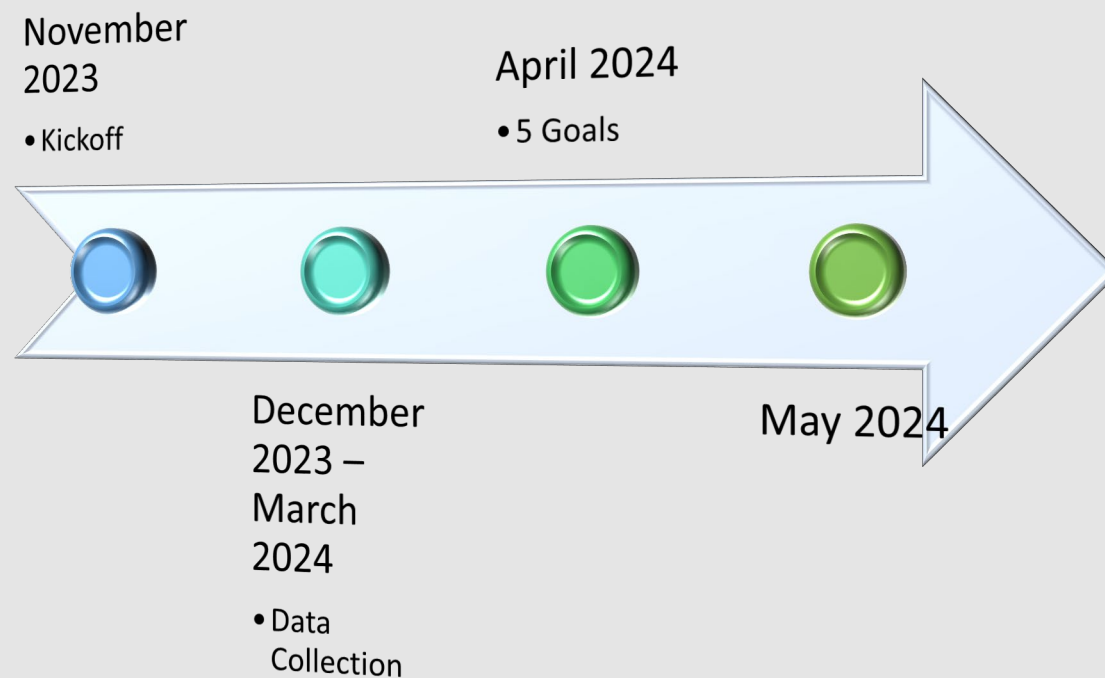 November
2023
• Kickoff
December
2023 –
March
2024
• Data
Collection
April 2024
• 5 Goals
May 2024